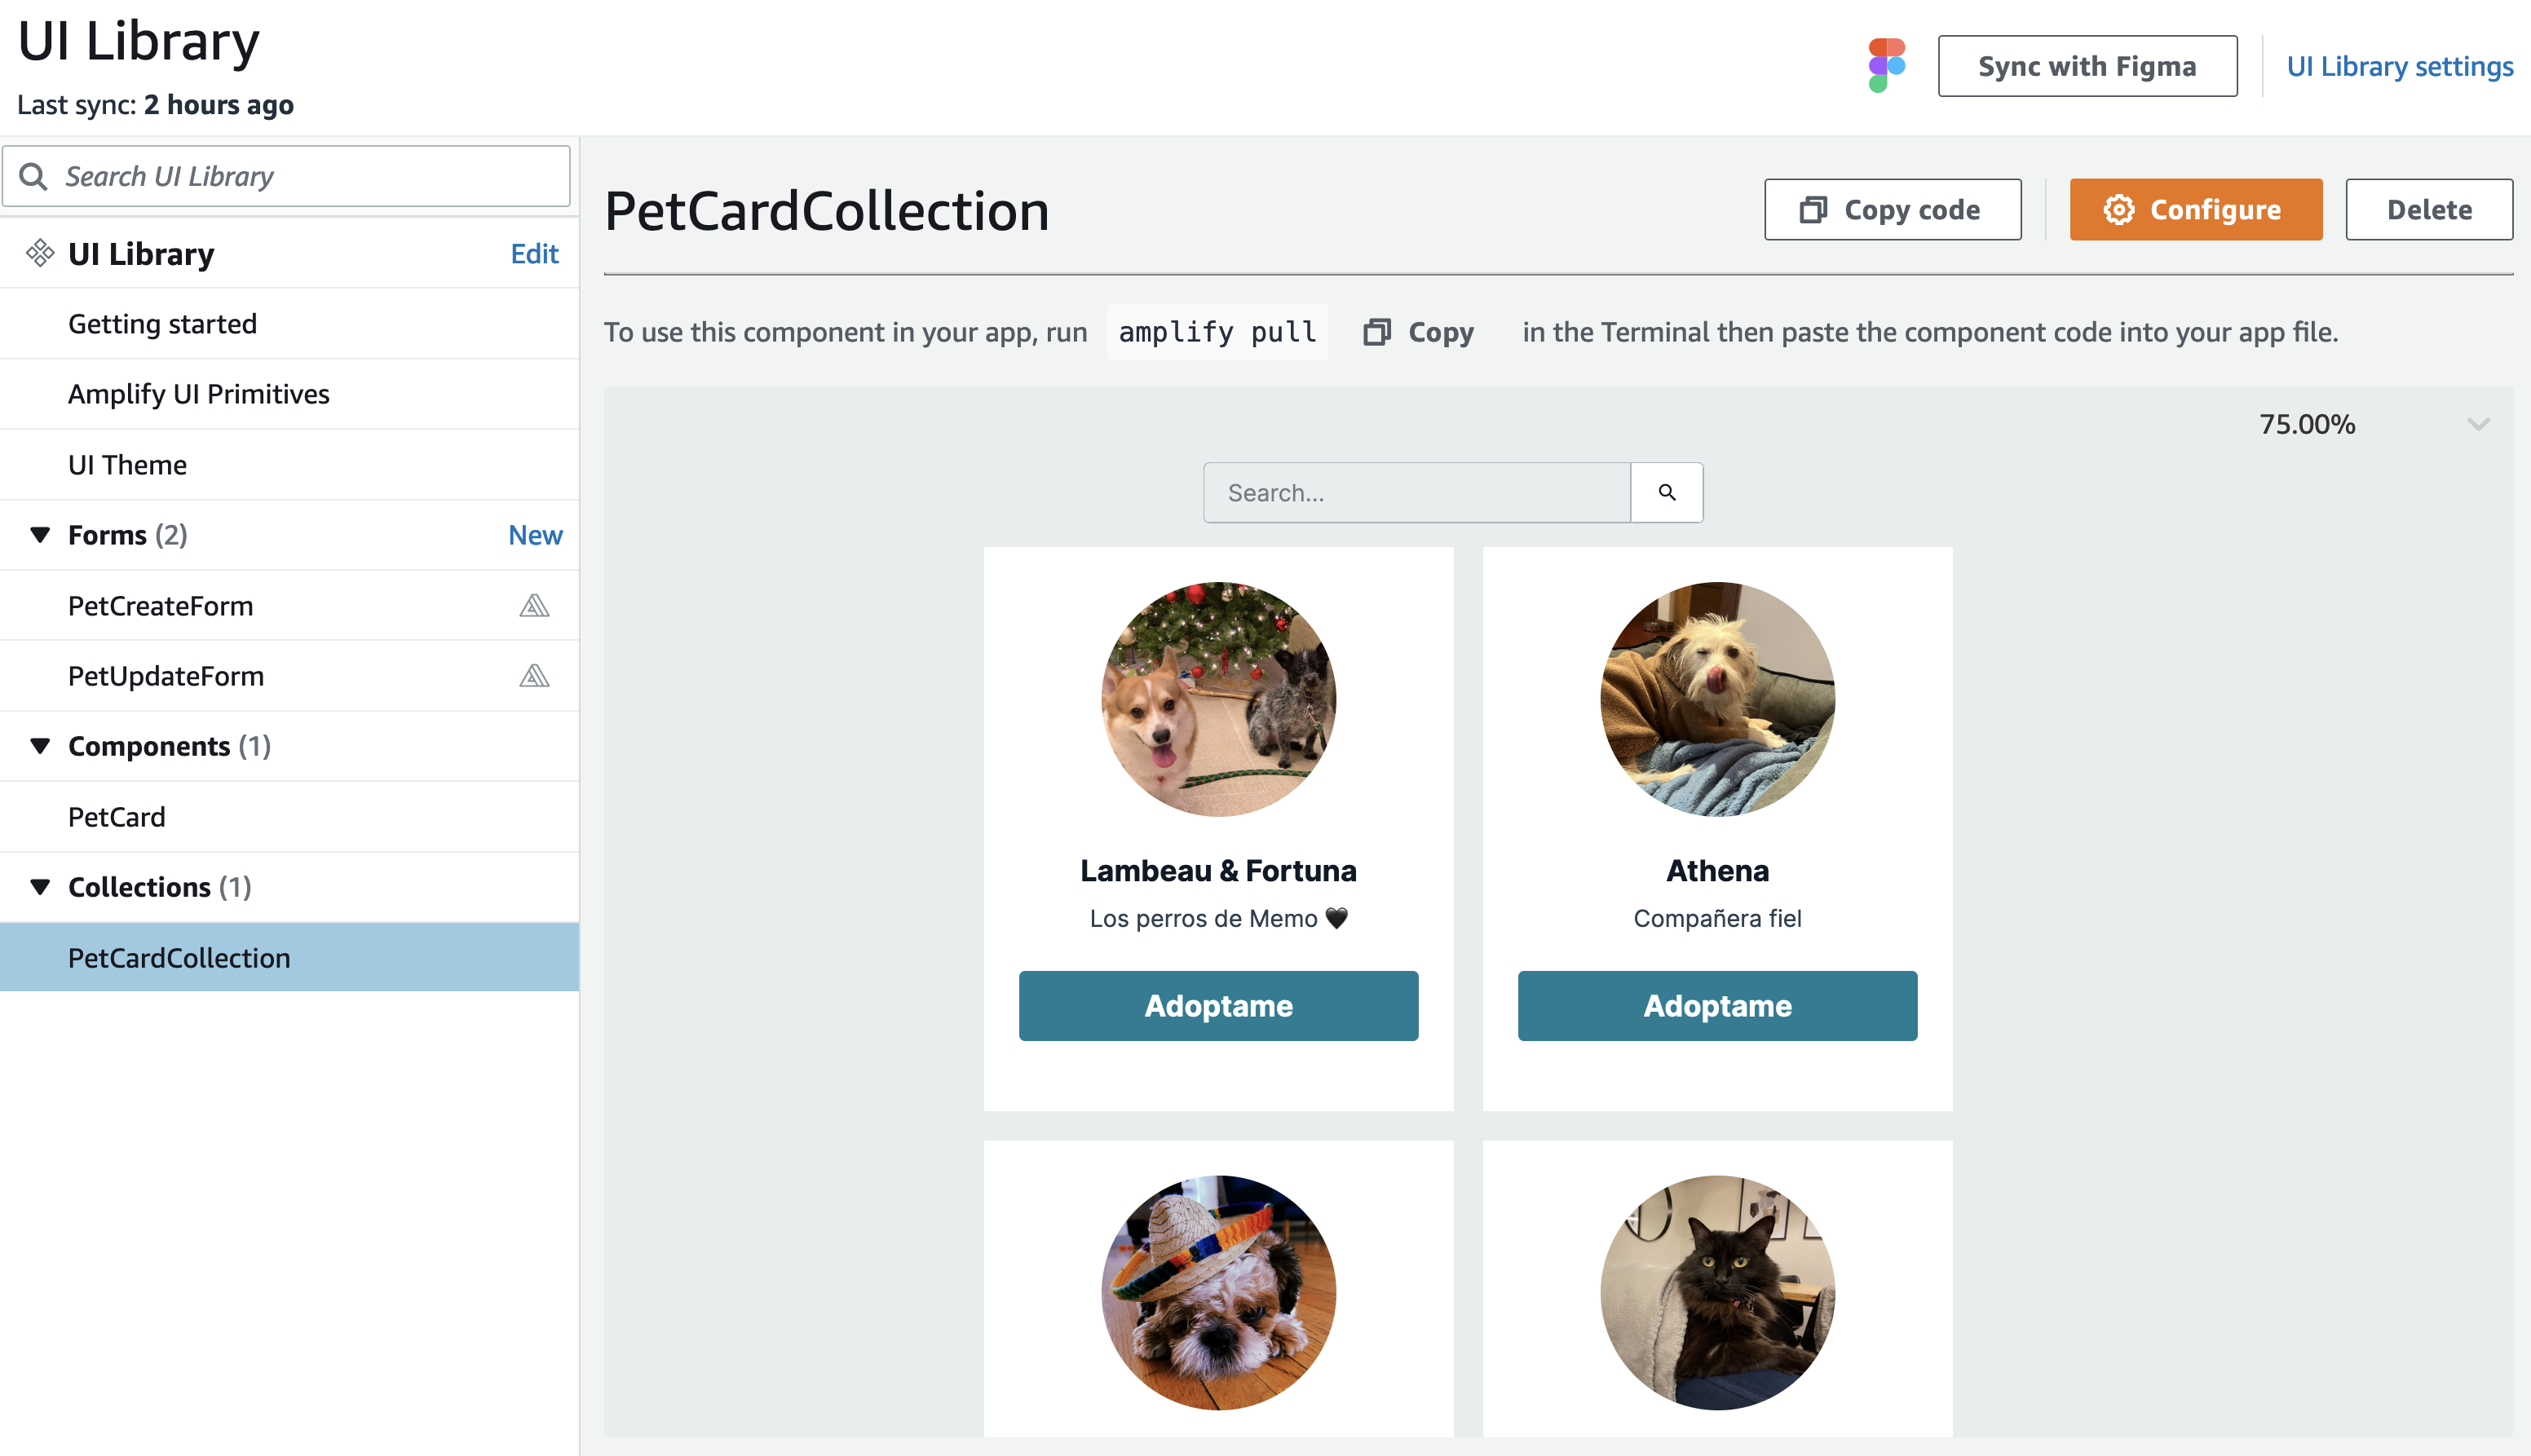 UI Library
Last sync: 2 hours ago
Sync with Figma
UI Library settings
Search UI Library
UI Library
Edit
Getting started
Amplify UI Primitives
UI Theme
Forms (2)
New
PetCreateForm
PetUpdateForm
Components (1)
PetCard
Collections (1)
PetCardCollection
PetCardCollection
Copy code
Configure
Delete
To use this component in your app, run amplify pull Copy in the Terminal then paste the component code into your app file.
75.00%
Search...
Lambeau & Fortuna
Los perros de Memo 🖤
Adoptame
Athena
Compañera fiel
Adoptame